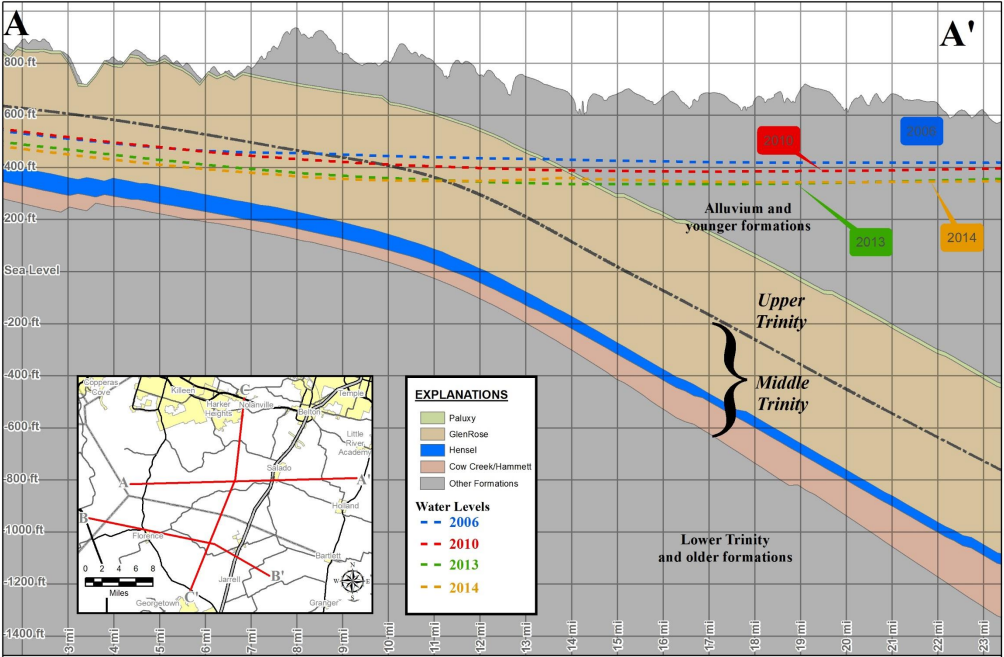 A
A'
800 ft
600 ft
400 ft
200 ft
Sea Level
-200 ft
-400 ft
-600 ft
-800 ft
-1000 ft
-1200 ft
-1400 ft
2010
2006
2013
2014
Alluvium and
younger formations
Upper
Trinity
Middle
Trinity
Lower Trinity
and older formations
Copperas
Cove
Killeen
Harker
Heights
C
Nolanville
Belton
Temple
Little
River
Academy
Salado
A
A'
Holland
B
Florence
Bartlett
Jarrell
B'
C'
Georgetown
Granger
0 2 4 6 8
Miles
N
W
E
S
EXPLANATIONS
Paluxy
GlenRose
Hensel
Cow Creek/Hammett
Other Formations
Water Levels
2006
2010
2013
2014
3 mi
4 mi
5 mi
6 mi
7 mi
8 mi
9 mi
10 mi
11 mi
12 mi
13 mi
14 mi
15 mi
16 mi
17 mi
18 mi
19 mi
20 mi
21 mi
22 mi
23 mi